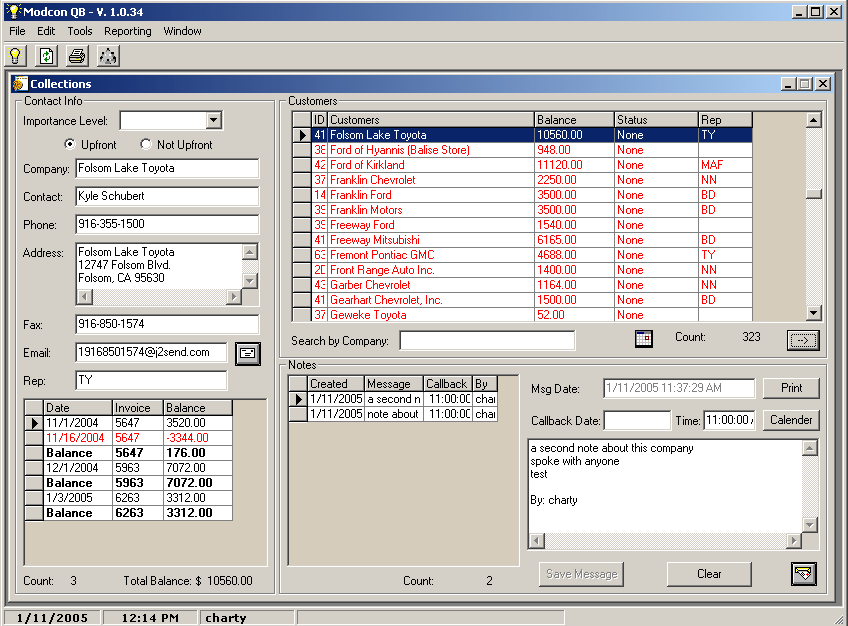 Modcon QB - V. 1.0.34
File Edit Tools Reporting Window
Collections
Contact Info
Importance Level:
Upfront Not Upfront
Company: Folsom Lake Toyota
Contact: Kyle Schubert
Phone: 916-355-1500
Address: Folsom Lake Toyota
12747 Folsom Blvd.
Folsom, CA 95630
Fax: 916-850-1574
Email: 19168501574@j2send.com
Rep: TY
Date Invoice Balance
11/1/2004 5647 3520.00
11/16/2004 5647 -3344.00
Balance 5647 176.00
12/1/2004 5963 7072.00
Balance 5963 7072.00
1/3/2005 6263 3312.00
Balance 6263 3312.00
Count: 3 Total Balance: $ 10560.00
Customers
ID Customers Balance Status Rep
41 Folsom Lake Toyota 10560.00 None TY
Ford of Hyannis (Balise Store) 948.00 None
42 Ford of Kirkland 11120.00 None MAF
37 Franklin Chevrolet 2250.00 None NN
14 Franklin Ford 3500.00 None BD
Franklin Motors 3500.00 None BD
Freeway Ford 1540.00 None
41 Freeway Mitsubishi 6165.00 None BD
Fremont Pontiac GMC 4688.00 None TY
Front Range Auto Inc. 1400.00 None NN
43 Garber Chevrolet 1164.00 None NN
41 Gearhart Chevrolet, Inc. 1500.00 None BD
37 Geweke Toyota 52.00 None
Search by Company: Count: 323 -->
Notes
Created Message Callback By
1/11/2005 a second n 11:00:00 char
1/11/2005 note about 11:00:00 char
Count: 2
Msg Date: 1/11/2005 11:37:29 AM Print
Callback Date: Time: 11:00:00 Calender
a second note about this company
spoke with anyone
test
By: charty
Save Message Clear
1/11/2005 12:14 PM charty